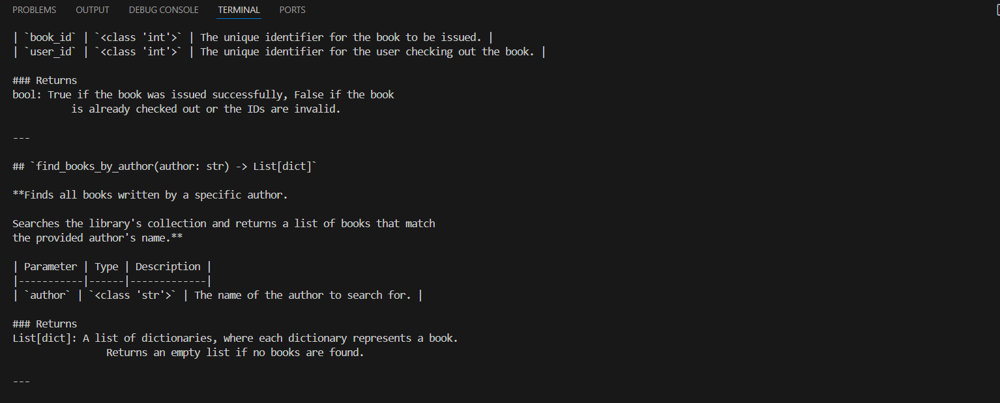 PROBLEMS OUTPUT DEBUG CONSOLE TERMINAL PORTS
| `book_id` | `<class 'int'>` | The unique identifier for the book to be issued. |
| `user_id` | `<class 'int'>` | The unique identifier for the user checking out the book. |
### Returns
bool: True if the book was issued successfully, False if the book
is already checked out or the IDs are invalid.
---
## `find_books_by_author(author: str) -> List[dict]`
**Finds all books written by a specific author.
Searches the library's collection and returns a list of books that match
the provided author's name.**
| Parameter | Type | Description |
|-----------|------|-------------|
| `author` | `<class 'str'>` | The name of the author to search for. |
### Returns
List[dict]: A list of dictionaries, where each dictionary represents a book.
Returns an empty list if no books are found.
---